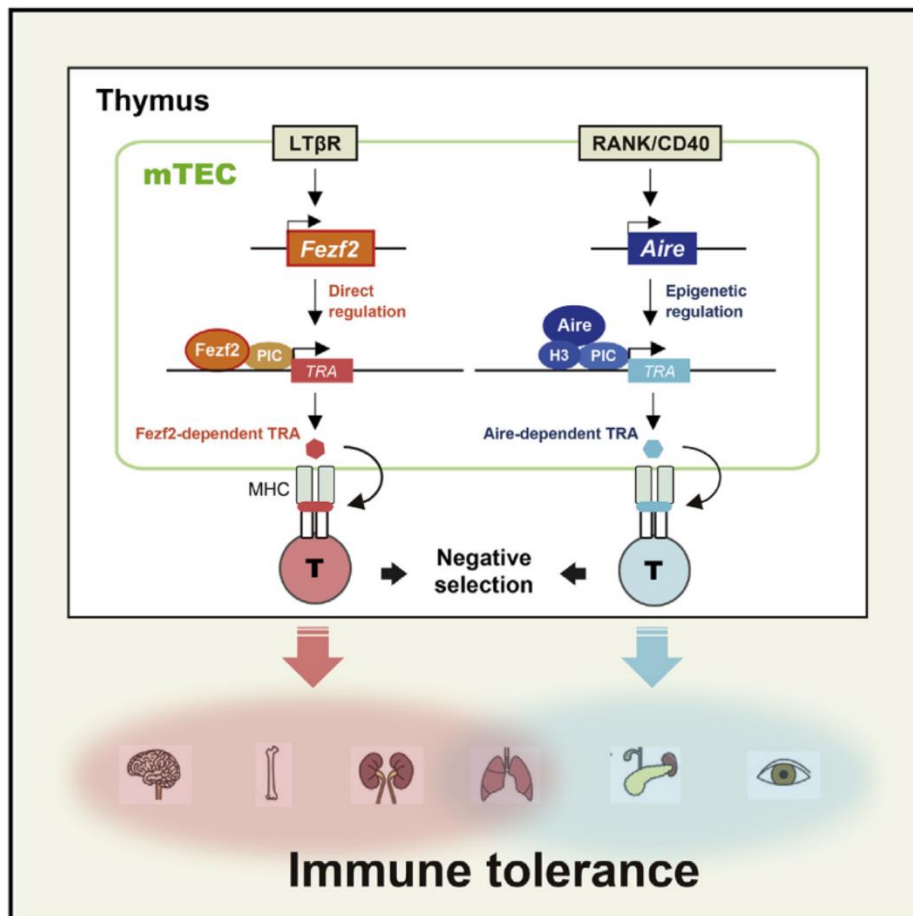 Thymus
LTβR
RANK/CD40
mTEC
Fezf2
Aire
Direct
regulation
Epigenetic
regulation
Fezf2
PIC
TRA
Aire
H3
PIC
TRA
Fezf2-dependent TRA
Aire-dependent TRA
MHC
T
Negative
selection
T
Immune tolerance